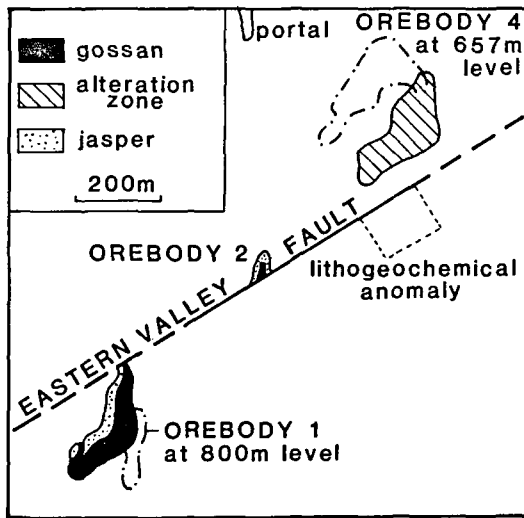 gossan
alteration
zone
jasper
200m
portal
OREBODY 4
at 657m
level
OREBODY 2
EASTERN VALLEY FAULT
lithogeochemical
anomaly
OREBODY 1
at 800m level